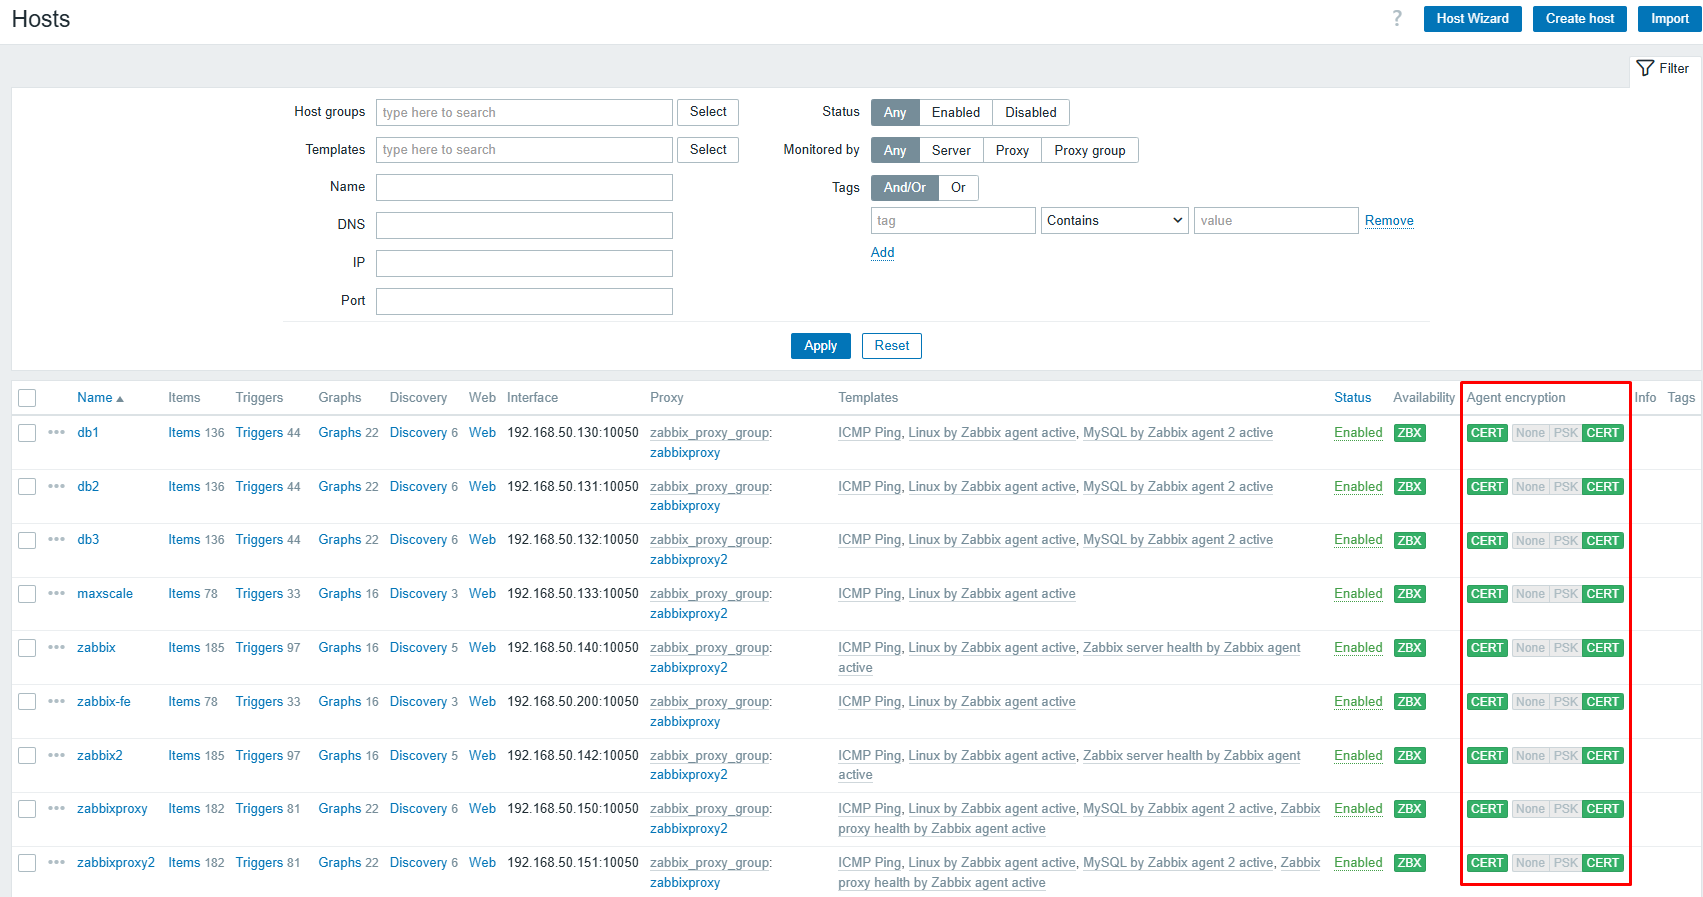 Hosts
? Host Wizard Create host Import
Filter
Host groups type here to search Select Status Any Enabled Disabled
Templates type here to search Select Monitored by Any Server Proxy Proxy group
Name Tags And/Or Or
DNS tag Contains value Remove
IP Add
Port
Apply Reset
Name Items Triggers Graphs Discovery Web Interface Proxy Templates Status Availability Agent encryption Info Tags
db1 Items 136 Triggers 44 Graphs 22 Discovery 6 Web 192.168.50.130:10050 zabbix_proxy_group: ICMP Ping, Linux by Zabbix agent active, MySQL by Zabbix agent 2 active Enabled ZBX CERT None PSK CERT
zabbixproxy
db2 Items 136 Triggers 44 Graphs 22 Discovery 6 Web 192.168.50.131:10050 zabbix_proxy_group: ICMP Ping, Linux by Zabbix agent active, MySQL by Zabbix agent 2 active Enabled ZBX CERT None PSK CERT
zabbixproxy
db3 Items 136 Triggers 44 Graphs 22 Discovery 6 Web 192.168.50.132:10050 zabbix_proxy_group: ICMP Ping, Linux by Zabbix agent active, MySQL by Zabbix agent 2 active Enabled ZBX CERT None PSK CERT
zabbixproxy2
maxscale Items 78 Triggers 33 Graphs 16 Discovery 3 Web 192.168.50.133:10050 zabbix_proxy_group: ICMP Ping, Linux by Zabbix agent active Enabled ZBX CERT None PSK CERT
zabbixproxy2
zabbix Items 185 Triggers 97 Graphs 16 Discovery 5 Web 192.168.50.140:10050 zabbix_proxy_group: ICMP Ping, Linux by Zabbix agent active, Zabbix server health by Zabbix agent Enabled ZBX CERT None PSK CERT
zabbixproxy2 active
zabbix-fe Items 78 Triggers 33 Graphs 16 Discovery 3 Web 192.168.50.200:10050 zabbix_proxy_group: ICMP Ping, Linux by Zabbix agent active Enabled ZBX CERT None PSK CERT
zabbixproxy
zabbix2 Items 185 Triggers 97 Graphs 16 Discovery 5 Web 192.168.50.142:10050 zabbix_proxy_group: ICMP Ping, Linux by Zabbix agent active, Zabbix server health by Zabbix agent Enabled ZBX CERT None PSK CERT
zabbixproxy2 active
zabbixproxy Items 182 Triggers 81 Graphs 22 Discovery 6 Web 192.168.50.150:10050 zabbix_proxy_group: ICMP Ping, Linux by Zabbix agent active, MySQL by Zabbix agent 2 active, Zabbix Enabled ZBX CERT None PSK CERT
zabbixproxy2 proxy health by Zabbix agent active
zabbixproxy2 Items 182 Triggers 81 Graphs 22 Discovery 6 Web 192.168.50.151:10050 zabbix_proxy_group: ICMP Ping, Linux by Zabbix agent active, MySQL by Zabbix agent 2 active, Zabbix Enabled ZBX CERT None PSK CERT
zabbixproxy proxy health by Zabbix agent active